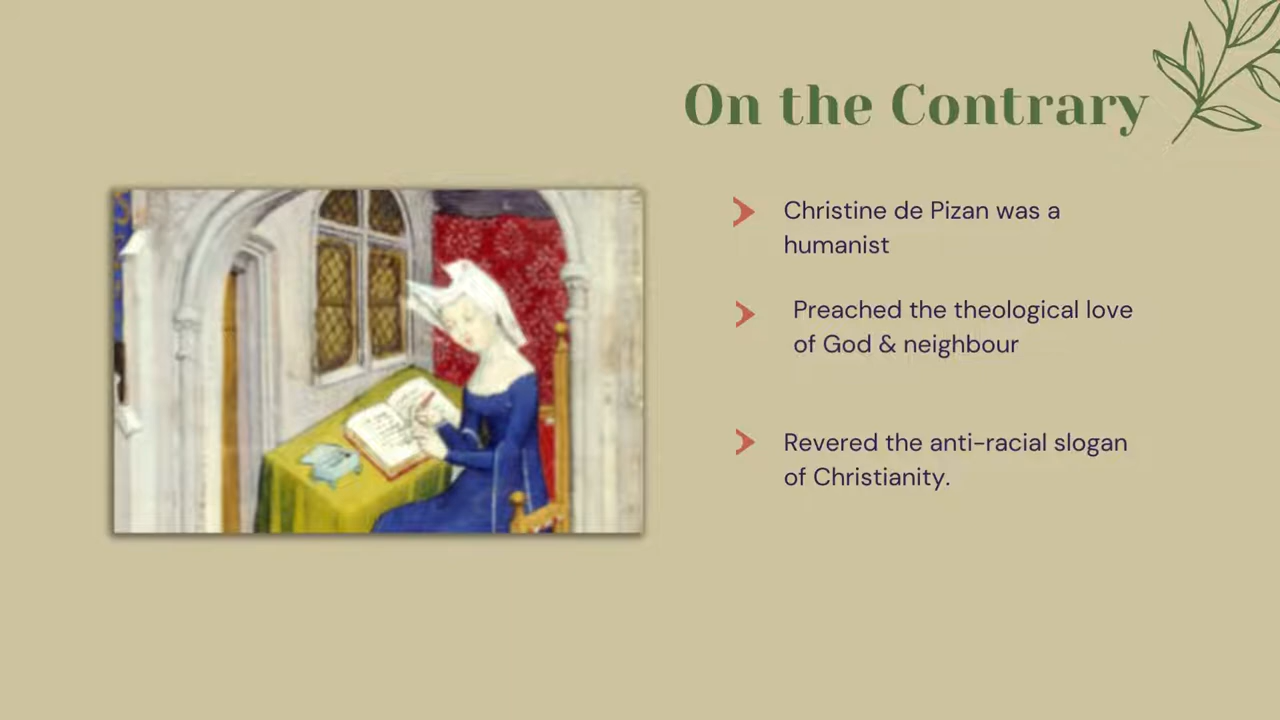 On the Contrary
Christine de Pizan was a
humanist
Preached the theological love
of God & neighbour
Revered the anti-racial slogan
of Christianity.